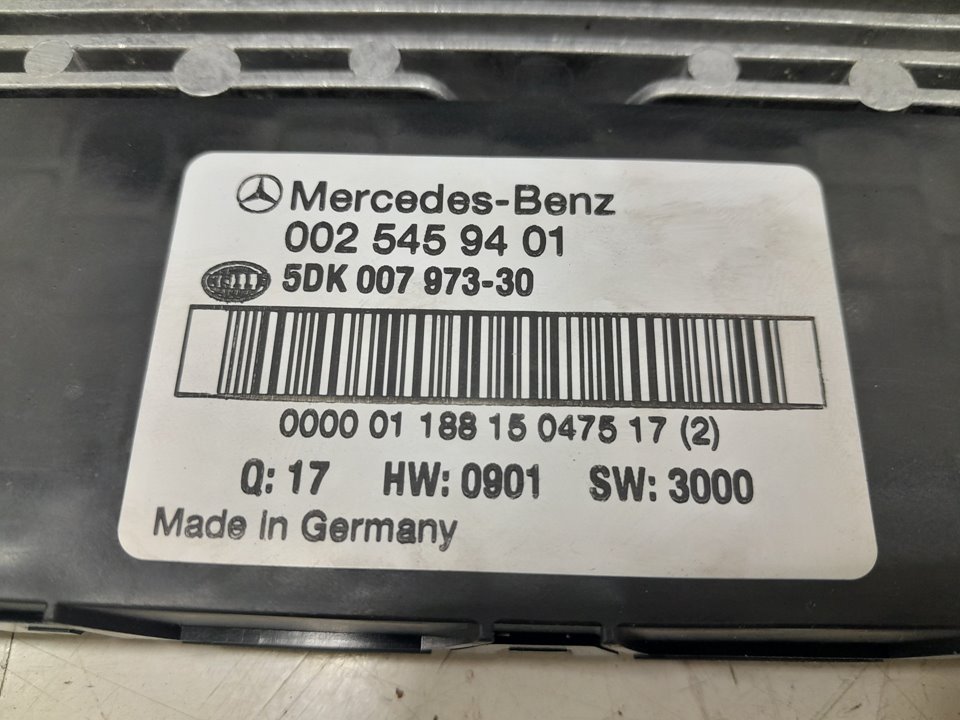 Mercedes-Benz
002 545 94 01
HELLA 5DK 007 973-30
0000 01 188 15 0475 17 (2)
Q: 17 HW: 0901 SW: 3000
Made in Germany